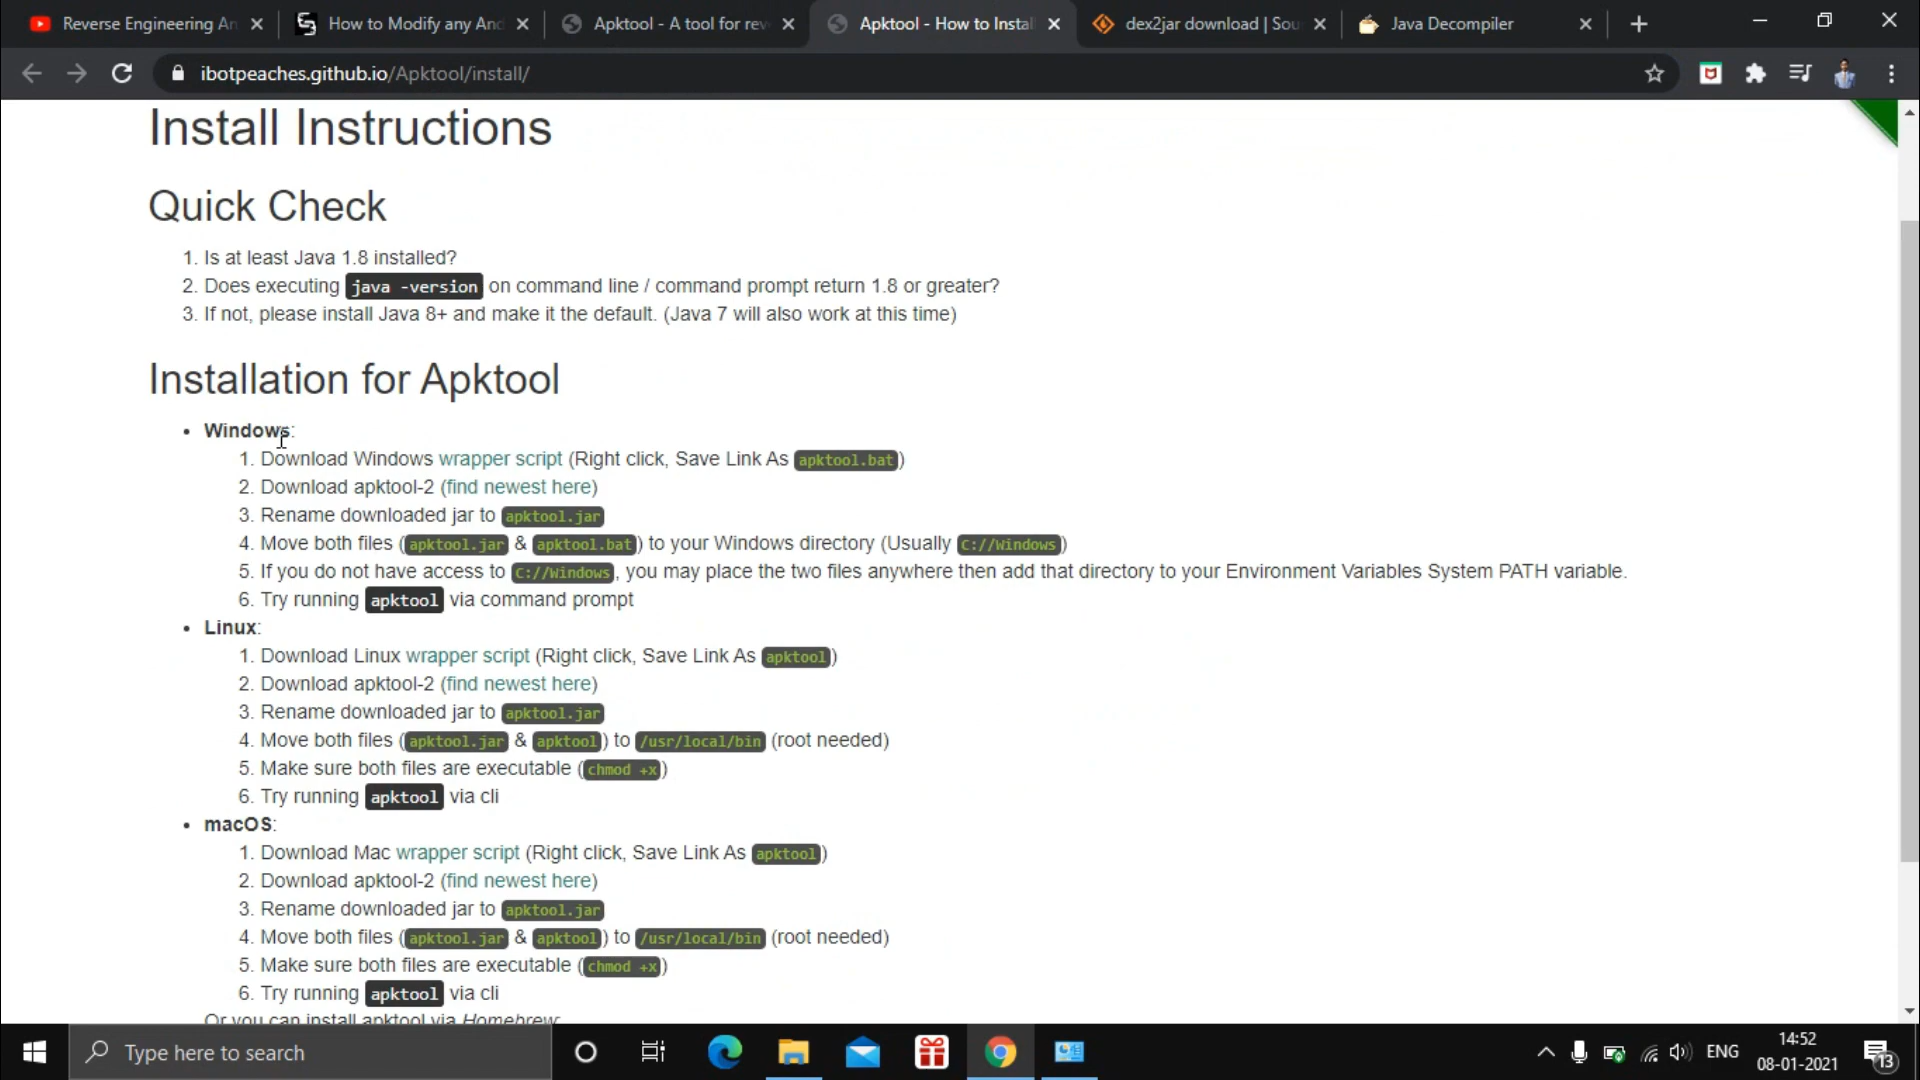 Reverse Engineering An
How to Modify any And
Apktool - A tool for rev
Apktool - How to Instal
dex2jar download | Sou
Java Decompiler
ibotpeaches.github.io/Apktool/install/
Install Instructions
Quick Check
1. Is at least Java 1.8 installed?
2. Does executing java -version on command line / command prompt return 1.8 or greater?
3. If not, please install Java 8+ and make it the default. (Java 7 will also work at this time)
Installation for Apktool
• Windows:
1. Download Windows wrapper script (Right click, Save Link As apktool.bat)
2. Download apktool-2 (find newest here)
3. Rename downloaded jar to apktool.jar
4. Move both files (apktool.jar & apktool.bat) to your Windows directory (Usually C://Windows)
5. If you do not have access to C://Windows, you may place the two files anywhere then add that directory to your Environment Variables System PATH variable.
6. Try running apktool via command prompt
• Linux:
1. Download Linux wrapper script (Right click, Save Link As apktool)
2. Download apktool-2 (find newest here)
3. Rename downloaded jar to apktool.jar
4. Move both files (apktool.jar & apktool) to /usr/local/bin (root needed)
5. Make sure both files are executable (chmod +x)
6. Try running apktool via cli
• macOS:
1. Download Mac wrapper script (Right click, Save Link As apktool)
2. Download apktool-2 (find newest here)
3. Rename downloaded jar to apktool.jar
4. Move both files (apktool.jar & apktool) to /usr/local/bin (root needed)
5. Make sure both files are executable (chmod +x)
6. Try running apktool via cli
Or you can install apktool via Homebrew:
Type here to search
ENG
14:52
08-01-2021
13